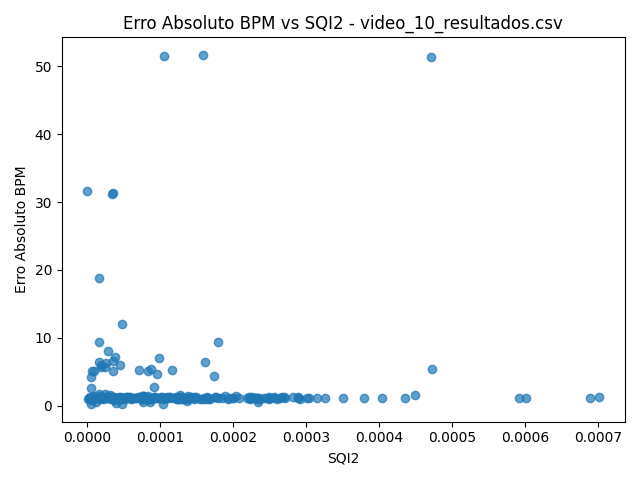 Erro Absoluto BPM vs SQI2 - video_10_resultados.csv
Erro Absoluto BPM
50
40
30
20
10
0
0.0000 0.0001 0.0002 0.0003 0.0004 0.0005 0.0006 0.0007
SQI2